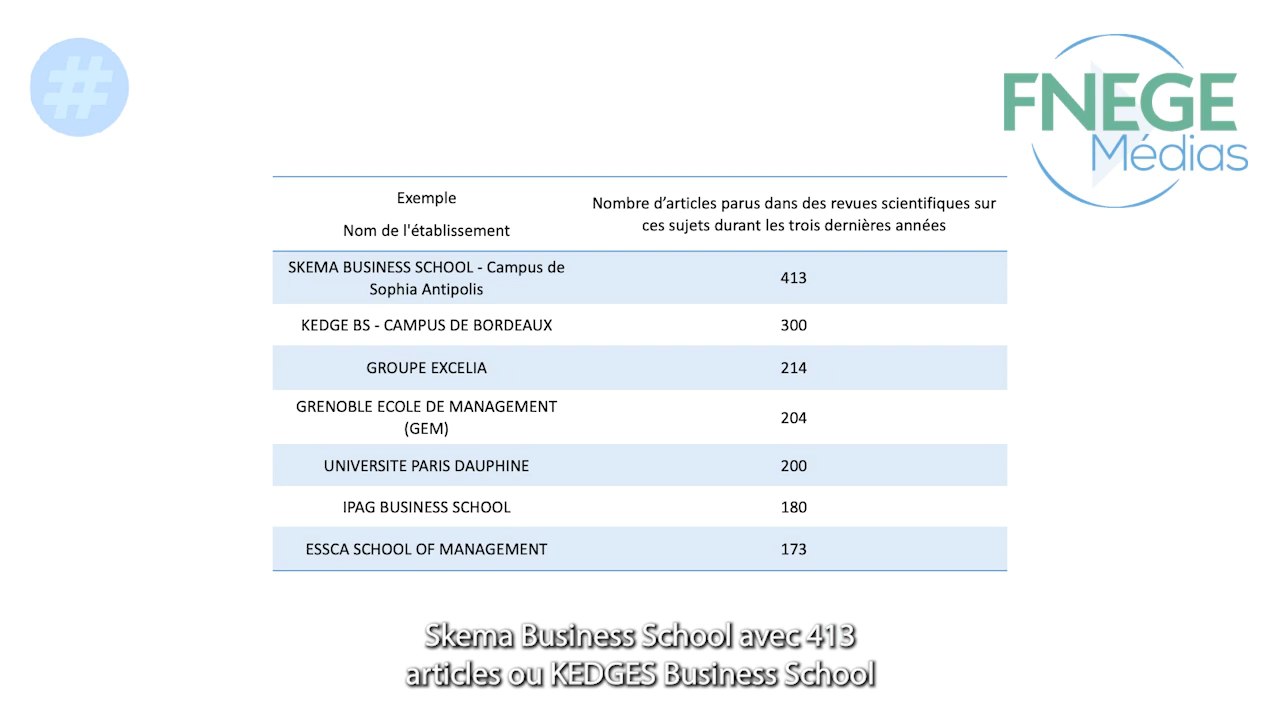 #
FNEGE
Médias
Exemple
Nom de l'établissement
Nombre d’articles parus dans des revues scientifiques sur
ces sujets durant les trois dernières années
SKEMA BUSINESS SCHOOL - Campus de
Sophia Antipolis
413
KEDGE BS - CAMPUS DE BORDEAUX
300
GROUPE EXCELIA
214
GRENOBLE ECOLE DE MANAGEMENT
(GEM)
204
UNIVERSITE PARIS DAUPHINE
200
IPAG BUSINESS SCHOOL
180
ESSCA SCHOOL OF MANAGEMENT
173
Skema Business School avec 413
articles ou KEDGES Business School